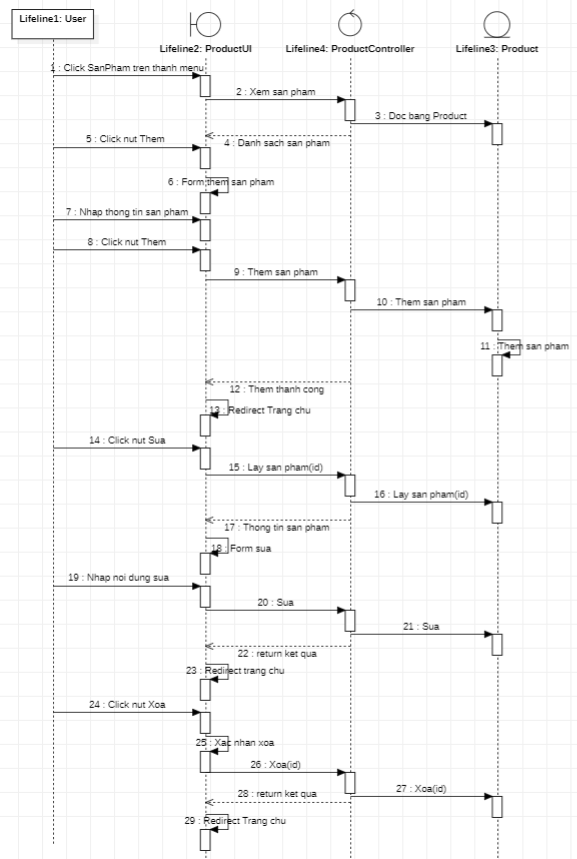 Lifeline1: User
Lifeline2: ProductUI
Lifeline4: ProductController
Lifeline3: Product
1 : Click SanPham tren thanh menu
2 : Xem san pham
3 : Doc bang Product
4 : Danh sach san pham
5 : Click nut Them
6 : Form them san pham
7 : Nhap thong tin san pham
8 : Click nut Them
9 : Them san pham
10 : Them san pham
11 : Them san pham
12 : Them thanh cong
13 : Redirect Trang chu
14 : Click nut Sua
15 : Lay san pham(id)
16 : Lay san pham(id)
17 : Thong tin san pham
18 : Form sua
19 : Nhap noi dung sua
20 : Sua
21 : Sua
22 : return ket qua
23 : Redirect trang chu
24 : Click nut Xoa
25 : Xac nhan xoa
26 : Xoa(id)
27 : Xoa(id)
28 : return ket qua
29 : Redirect Trang chu